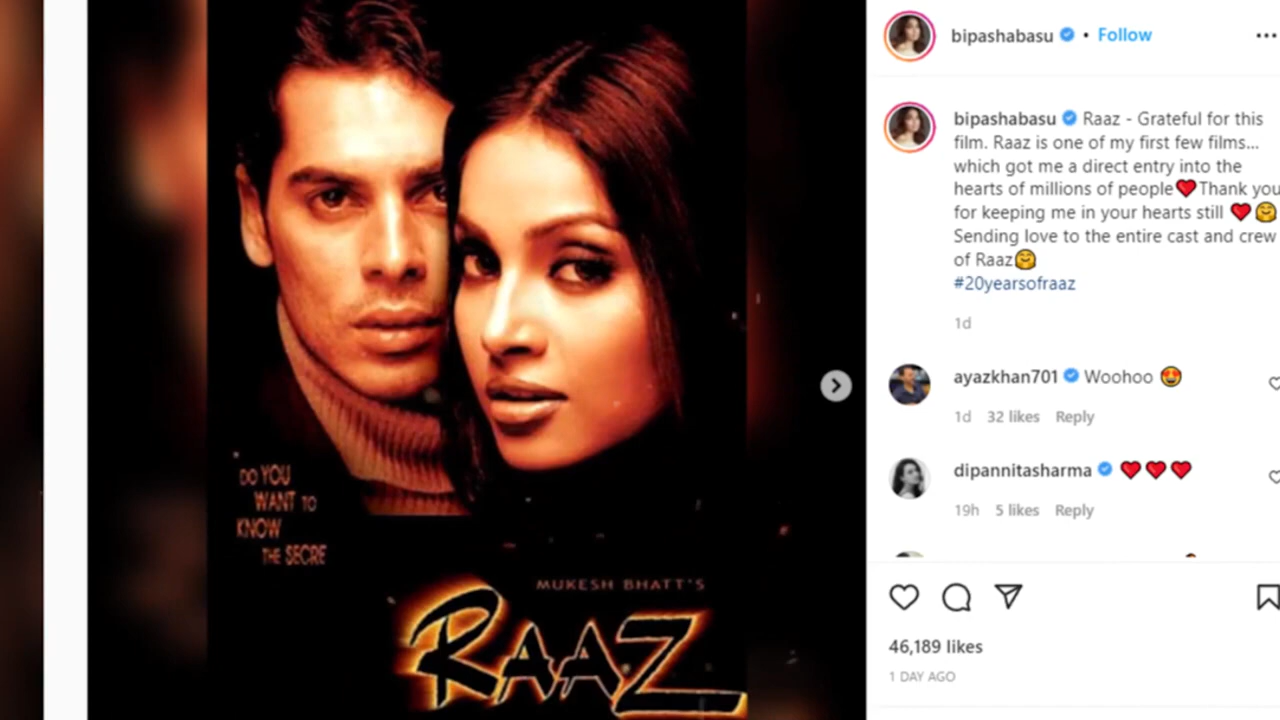 DO YOU
WANT TO
KNOW
THE SECRE
MUKESH BHATT'S
RAAZ
bipashabasu • Follow
bipashabasu Raaz - Grateful for this
film. Raaz is one of my first few films...
which got me a direct entry into the
hearts of millions of people❤️Thank you
for keeping me in your hearts still ❤️🤗
Sending love to the entire cast and crew
of Raaz🤗
#20yearsofraaz
1d
ayazkhan701 Woohoo 😍
1d 32 likes Reply
dipannitasharma ❤️❤️❤️
19h 5 likes Reply
46,189 likes
1 DAY AGO